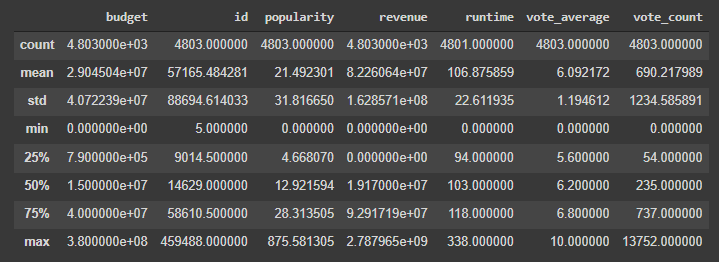 budget id popularity revenue runtime vote_average vote_count
count 4.803000e+03 4803.000000 4803.000000 4.803000e+03 4801.000000 4803.000000 4803.000000
mean 2.904504e+07 57165.484281 21.492301 8.226064e+07 106.875859 6.092172 690.217989
std 4.072239e+07 88694.614033 31.816650 1.628571e+08 22.611935 1.194612 1234.585891
min 0.000000e+00 5.000000 0.000000 0.000000e+00 0.000000 0.000000 0.000000
25% 7.900000e+05 9014.500000 4.668070 0.000000e+00 94.000000 5.600000 54.000000
50% 1.500000e+07 14629.000000 12.921594 1.917000e+07 103.000000 6.200000 235.000000
75% 4.000000e+07 58610.500000 28.313505 9.291719e+07 118.000000 6.800000 737.000000
max 3.800000e+08 459488.000000 875.581305 2.787965e+09 338.000000 10.000000 13752.000000